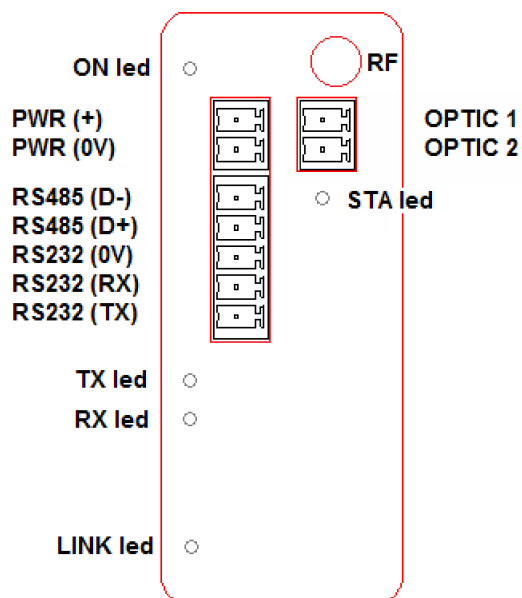 ON led
RF
PWR (+)
OPTIC 1
PWR (0V)
OPTIC 2
RS485 (D-)
STA led
RS485 (D+)
RS232 (0V)
RS232 (RX)
RS232 (TX)
TX led
RX led
LINK led